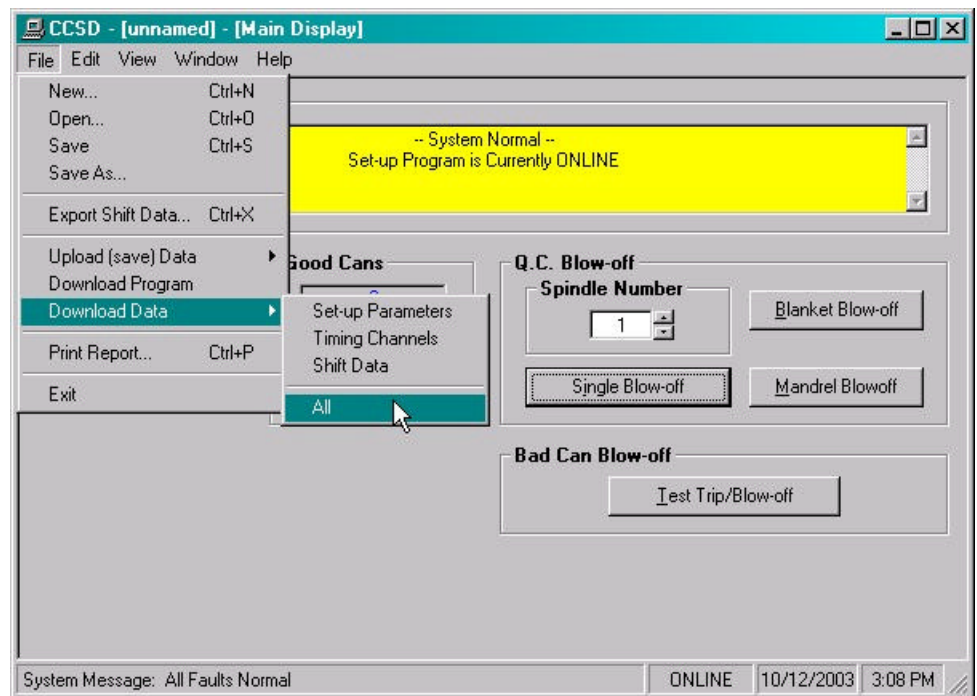 CCSD - [unnamed] - [Main Display]
File Edit View Window Help
New... Ctrl+N
Open... Ctrl+O
Save Ctrl+S
Save As...
Export Shift Data... Ctrl+X
Upload (save) Data
Download Program
Download Data
Print Report... Ctrl+P
Exit
Set-up Parameters
Timing Channels
Shift Data
All
-- System Normal --
Set-up Program is Currently ONLINE
Good Cans
Q.C. Blow-off
Spindle Number
1
Blanket Blow-off
Single Blow-off
Mandrel Blowoff
Bad Can Blow-off
Test Trip/Blow-off
System Message: All Faults Normal
ONLINE
10/12/2003
3:08 PM